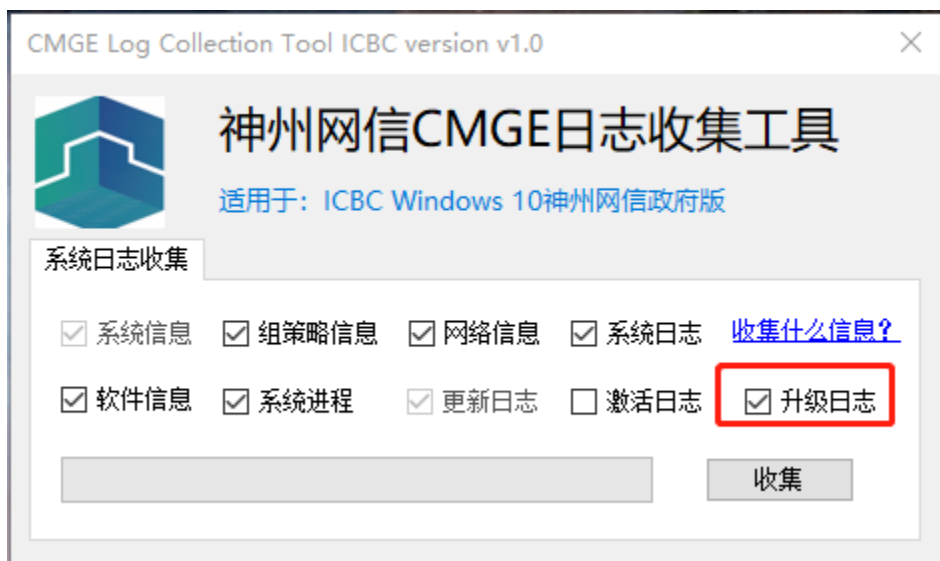 CMGE Log Collection Tool ICBC version v1.0
神州网信CMGE日志收集工具
适用于：ICBC Windows 10神州网信政府版
系统日志收集
系统信息 组策略信息 网络信息 系统日志 收集什么信息？
软件信息 系统进程 更新日志 激活日志 升级日志
收集